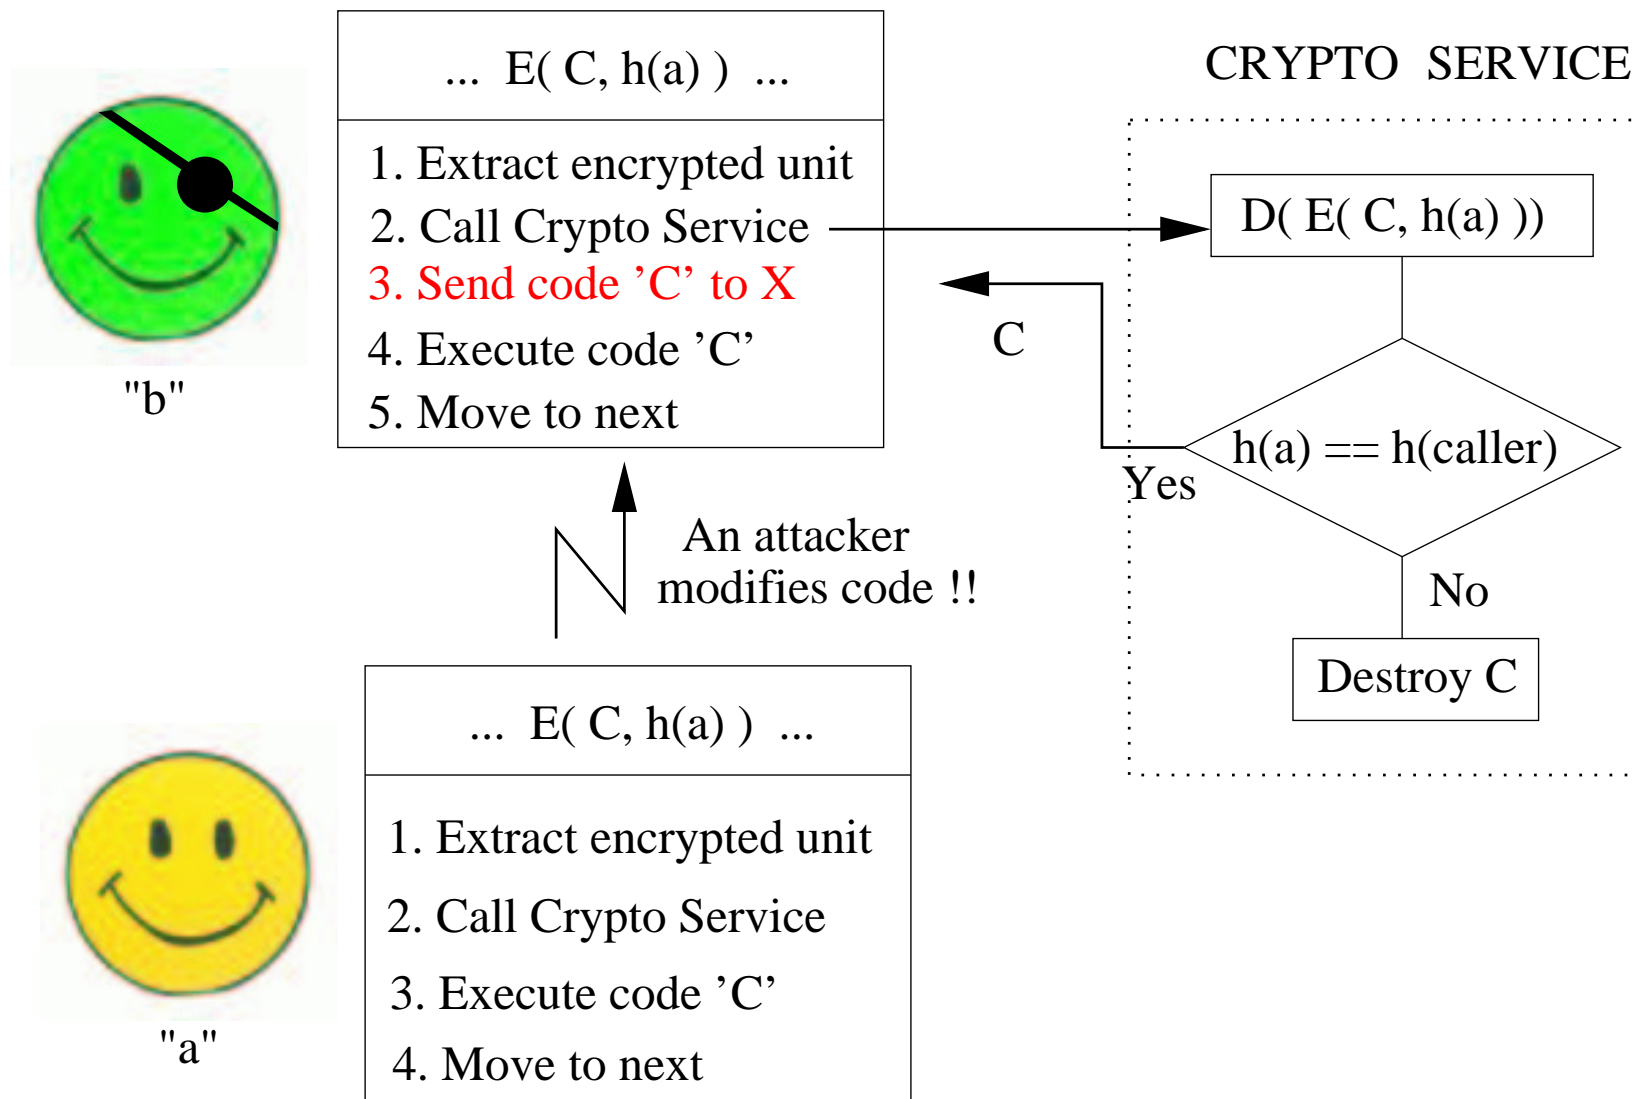 ... E( C, h(a) ) ...
1. Extract encrypted unit
2. Call Crypto Service
3. Send code ’C’ to X
4. Execute code ’C’
5. Move to next
"b"
CRYPTO SERVICE
D( E( C, h(a) ))
C
h(a) == h(caller)
Yes
No
Destroy C
An attacker
modifies code !!
... E( C, h(a) ) ...
1. Extract encrypted unit
2. Call Crypto Service
3. Execute code ’C’
4. Move to next
"a"